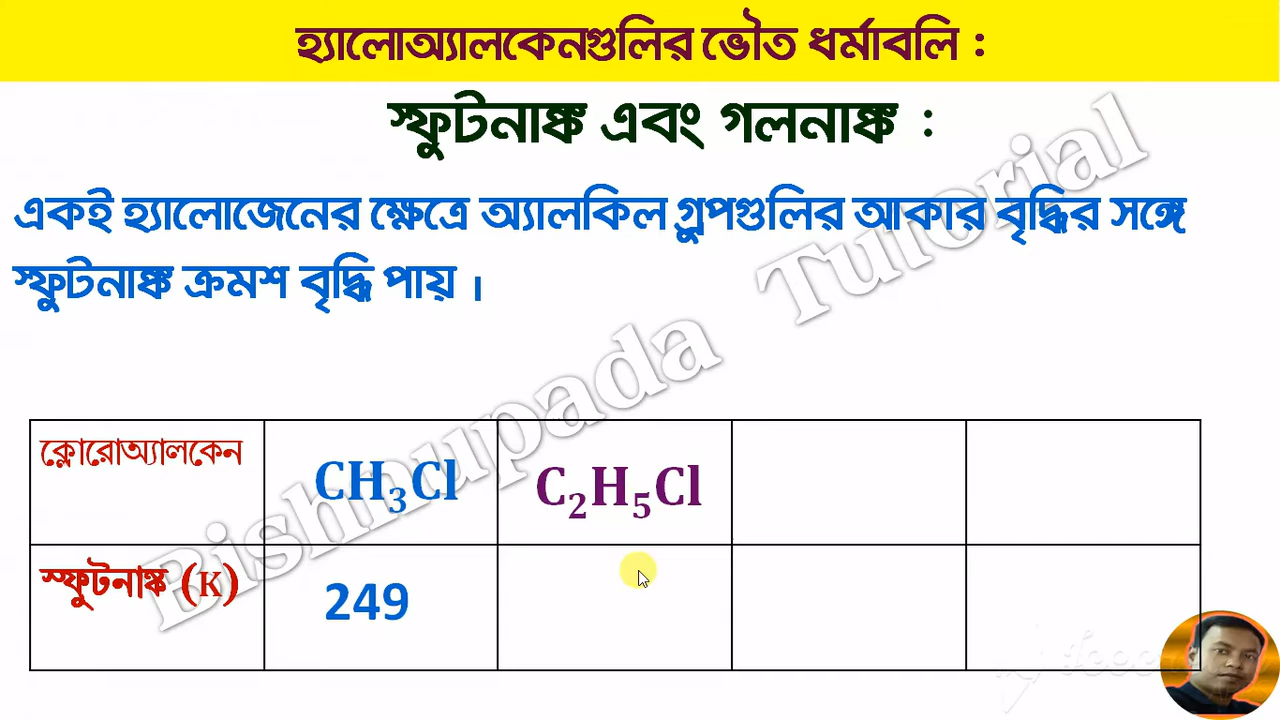 হ্যালোঅ্যালকেনগুলির ভৌত ধর্মাবলি :
স্ফুটনাঙ্ক এবং গলনাঙ্ক :
একই হ্যালোজেনের ক্ষেত্রে অ্যালকিল গ্রুপগুলির আকার বৃদ্ধির সঙ্গে
স্ফুটনাঙ্ক ক্রমশ বৃদ্ধি পায় ।
Bishnupada Tutorial
ক্লোরোঅ্যালকেন CH₃Cl C₂H₅Cl
স্ফুটনাঙ্ক (K) 249